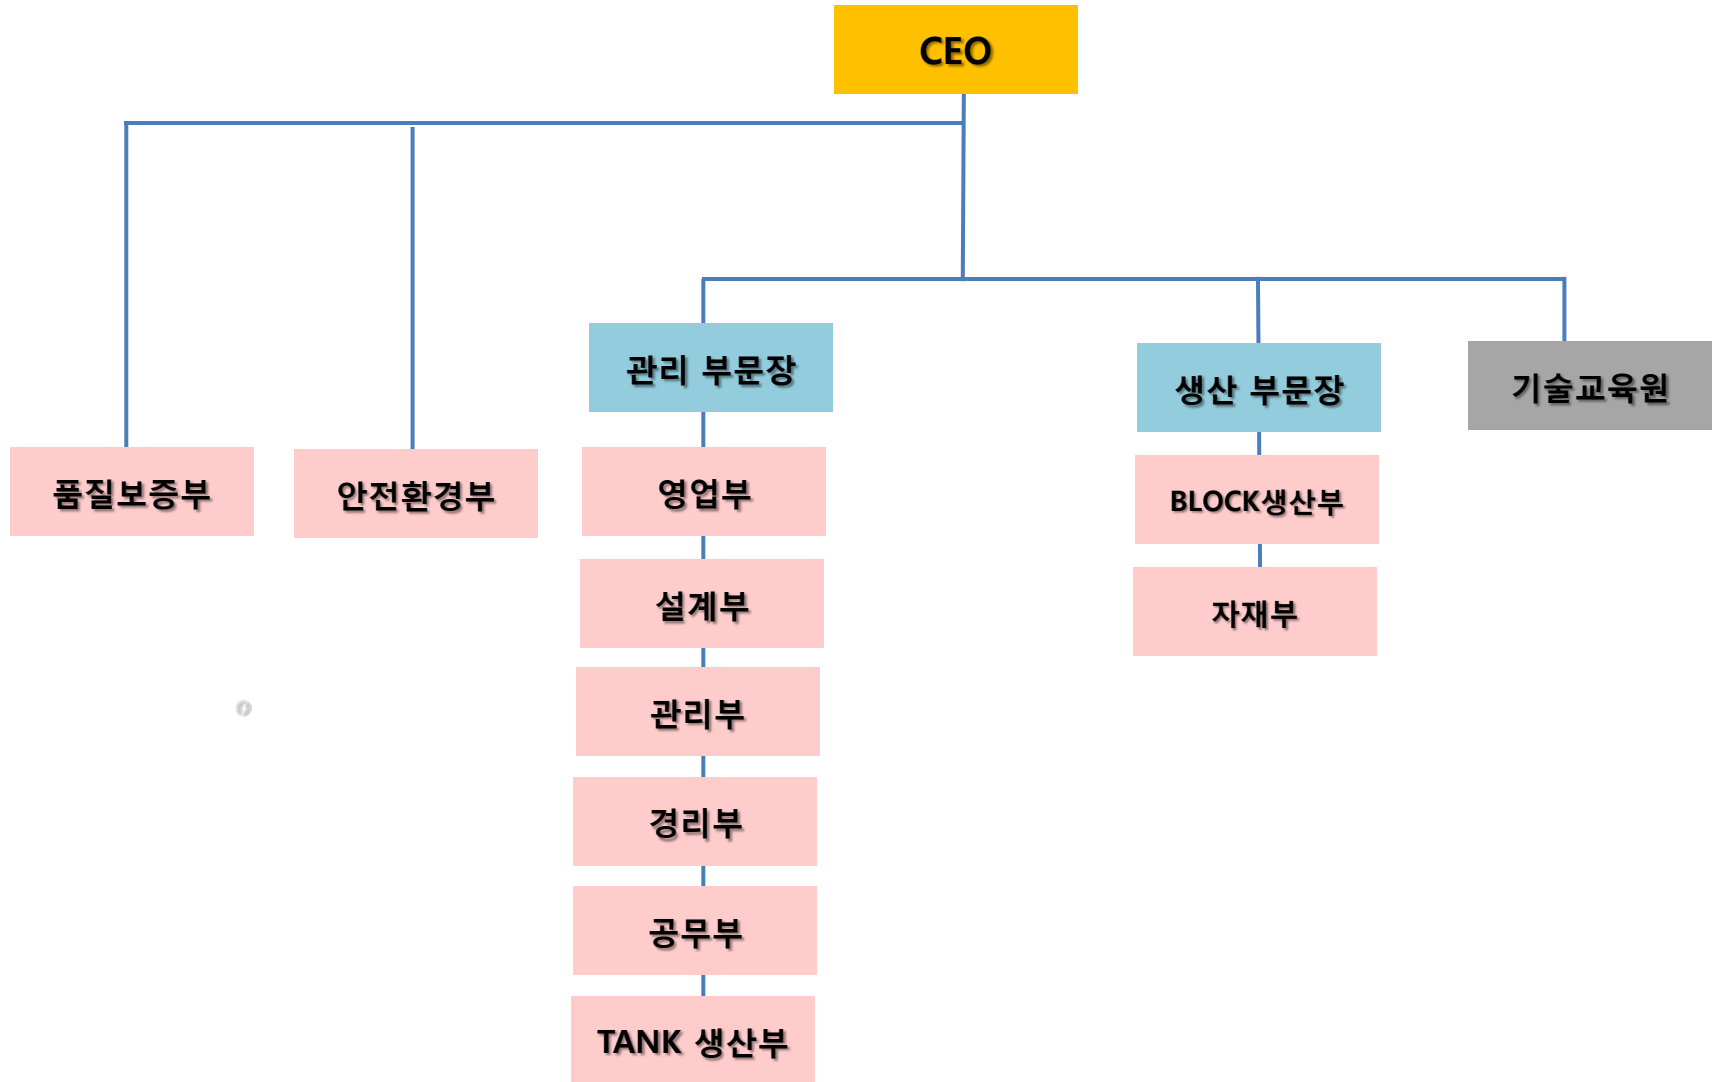 CEO
관리 부문장
생산 부문장
기술교육원
품질보증부
안전환경부
영업부
BLOCK생산부
설계부
자재부
관리부
경리부
공무부
TANK 생산부